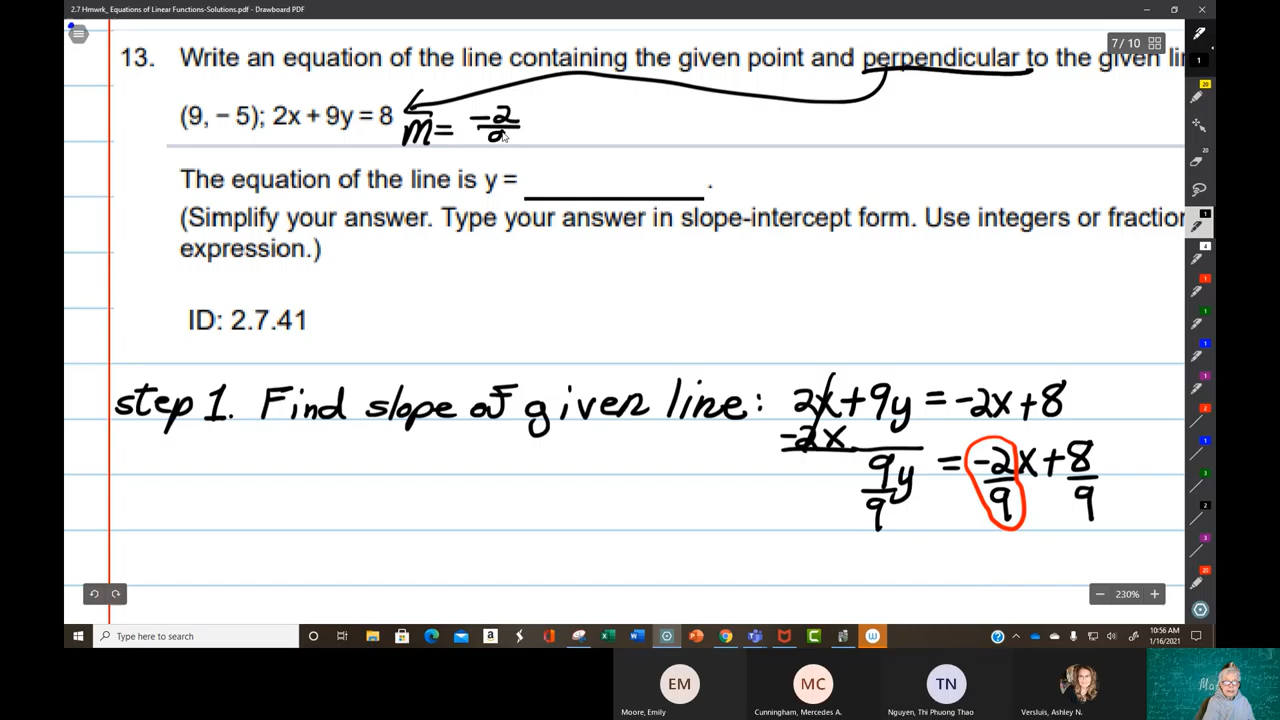 2.7 Hmwrk_ Equations of Linear Functions-Solutions.pdf - Drawboard PDF
7 / 10
13. Write an equation of the line containing the given point and perpendicular to the given lin
(9, − 5); 2x + 9y = 8
m = -2/
The equation of the line is y = .
(Simplify your answer. Type your answer in slope-intercept form. Use integers or fraction
expression.)
ID: 2.7.41
step 1. Find slope of given line: 2x + 9y = -2x + 8
-2x
9y/9 = -2/9 x + 8/9
230%
Type here to search
10:56 AM
1/16/2021
EM
MC
TN
Moore, Emily
Cunningham, Mercedes A.
Nguyen, Thi Phuong Thao
Versluis, Ashley N.